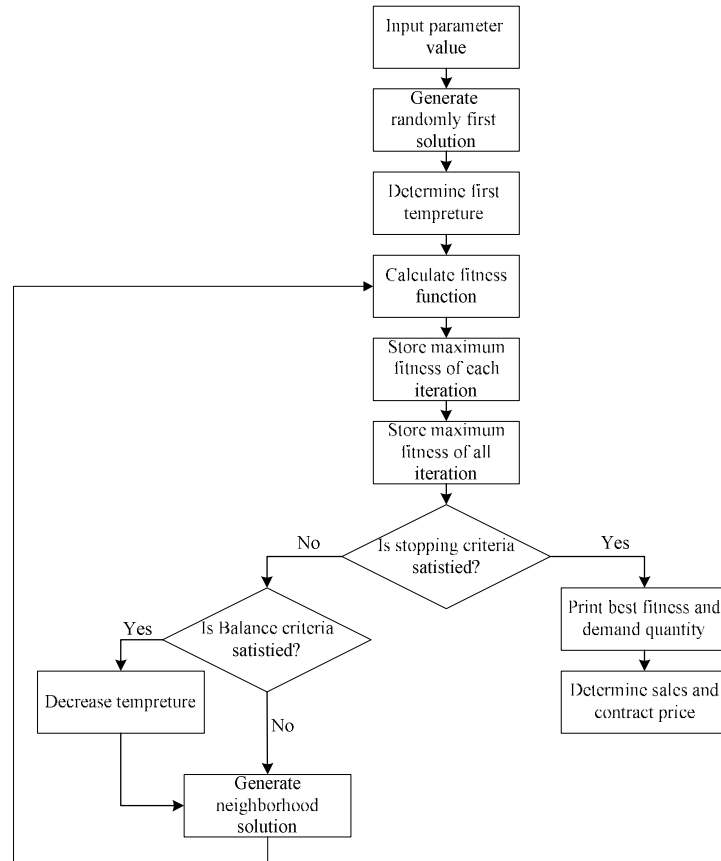 Input parameter
value
Generate
randomly first
solution
Determine first
tempreture
Calculate fitness
function
Store maximum
fitness of each
iteration
Store maximum
fitness of all
iteration
Is stopping criteria
satistied?
No
Yes
Is Balance criteria
satistied?
Yes
No
Print best fitness and
demand quantity
Decrease tempreture
Determine sales and
contract price
Generate
neighborhood
solution